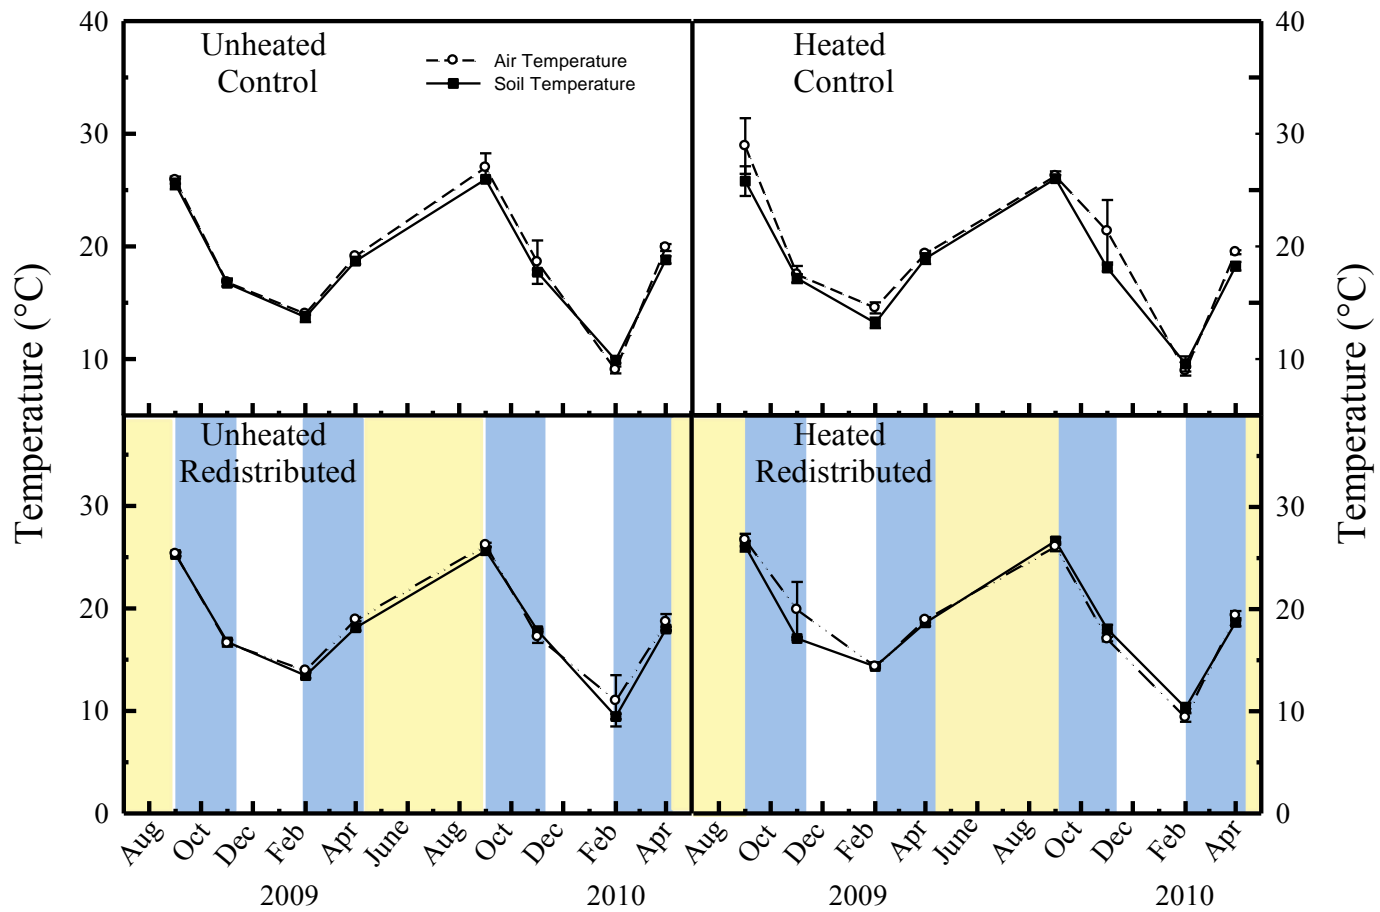 40
30
20
10
30
20
10
0
Temperature (°C)
Unheated
Control
Air Temperature
Soil Temperature
Heated
Control
40
30
20
10
30
20
10
0
Temperature (°C)
Unheated
Redistributed
Heated
Redistributed
Aug Oct Dec Feb Apr June Aug Oct Dec Feb Apr
Aug Oct Dec Feb Apr June Aug Oct Dec Feb Apr
2009 2010 2009 2010